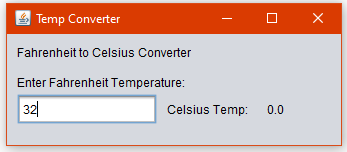 Temp Converter
Fahrenheit to Celsius Converter
Enter Fahrenheit Temperature:
32 Celsius Temp: 0.0